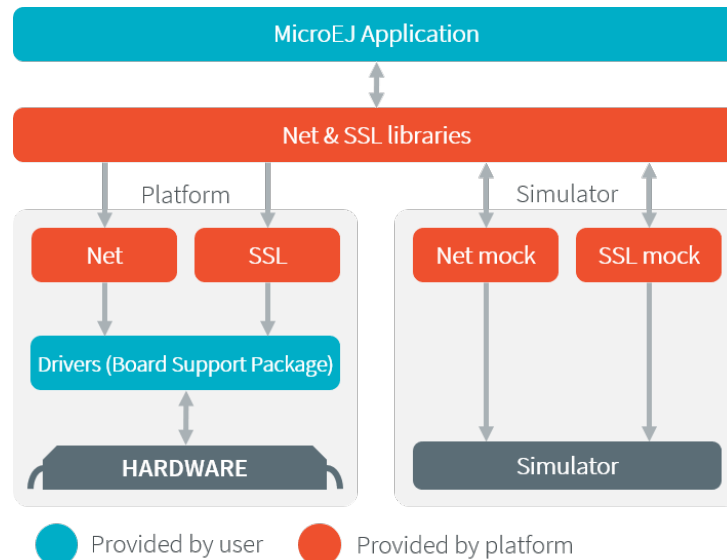 MicroEJ Application
Net & SSL libraries
Platform
Simulator
Net
SSL
Net mock
SSL mock
Drivers (Board Support Package)
HARDWARE
Simulator
Provided by user
Provided by platform